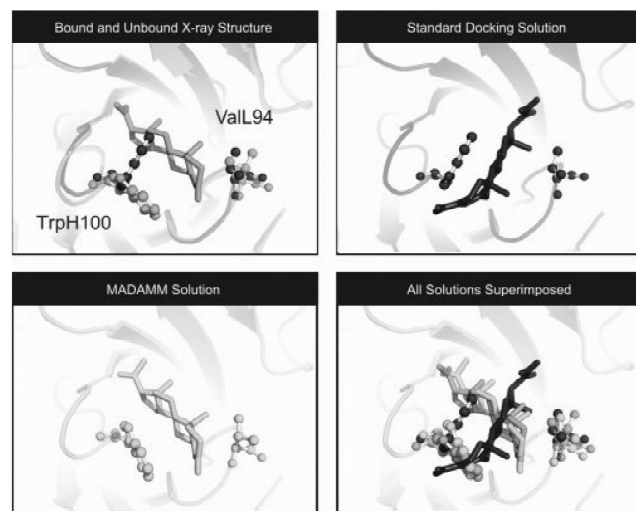 Bound and Unbound X-ray Structure
Standard Docking Solution
ValL94
TrpH100
MADAMM Solution
All Solutions Superimposed